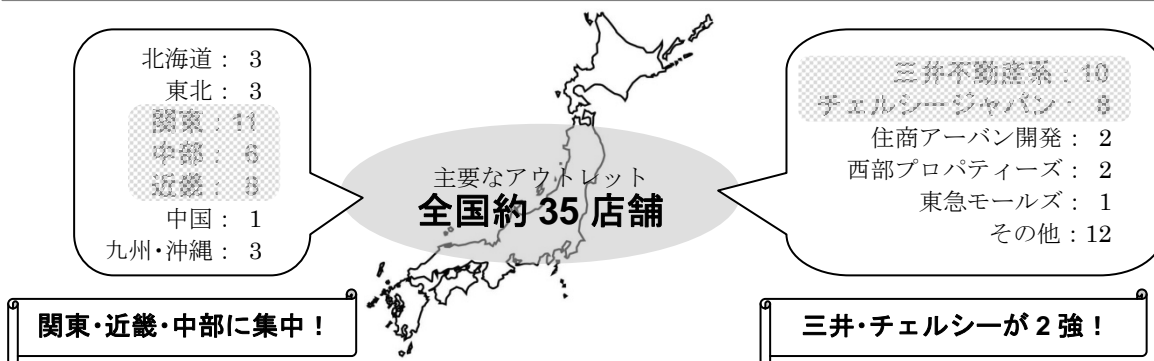 北海道： 3
東北： 3
関東：11
中部： 6
近畿： 8
中国： 1
九州・沖縄： 3
関東・近畿・中部に集中！
主要なアウトレット
全国約 35 店舗
三井不動産系：10
チェルシージャパン： 8
住商アーバン開発： 2
西部プロパティーズ： 2
東急モールズ： 1
その他：12
三井・チェルシーが 2 強！